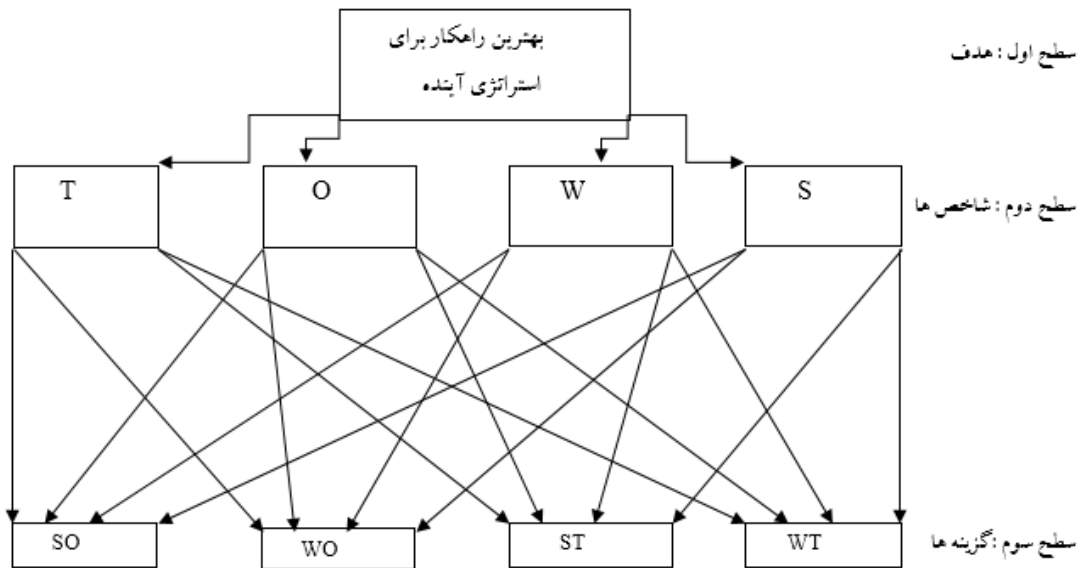 بهترین راهکار برای
استراتژی آینده
سطح اول : هدف
S
W
O
T
سطح دوم : شاخص ها
SO
WO
ST
WT
سطح سوم :گزینه ها